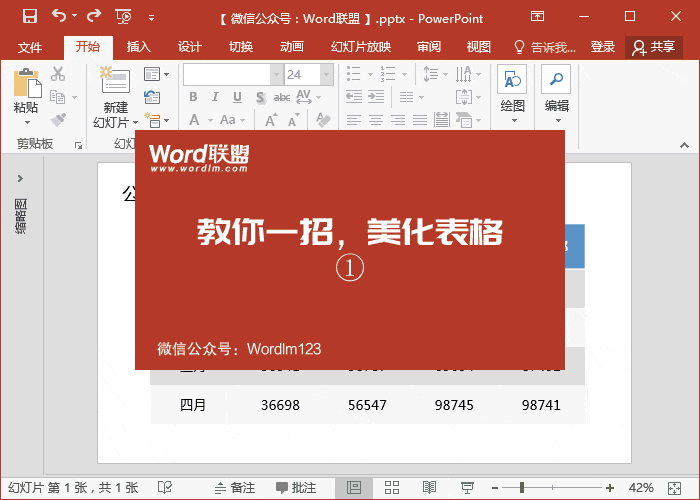 【 微信公众号：Word联盟 】.pptx - PowerPoint
文件 开始 插入 设计 切换 动画 幻灯片放映 审阅 视图 告诉我... 登录 共享
24
粘贴 新建 绘图 编辑
幻灯片
B I U S abc AV
A Aa A A
剪贴板
Word联盟
www.wordlm.com
缩略图
教你一招，美化表格
①
微信公众号：Wordlm123
四月 36698 56547 98745 98741
幻灯片 第 1 张，共 1 张 备注 批注 42%